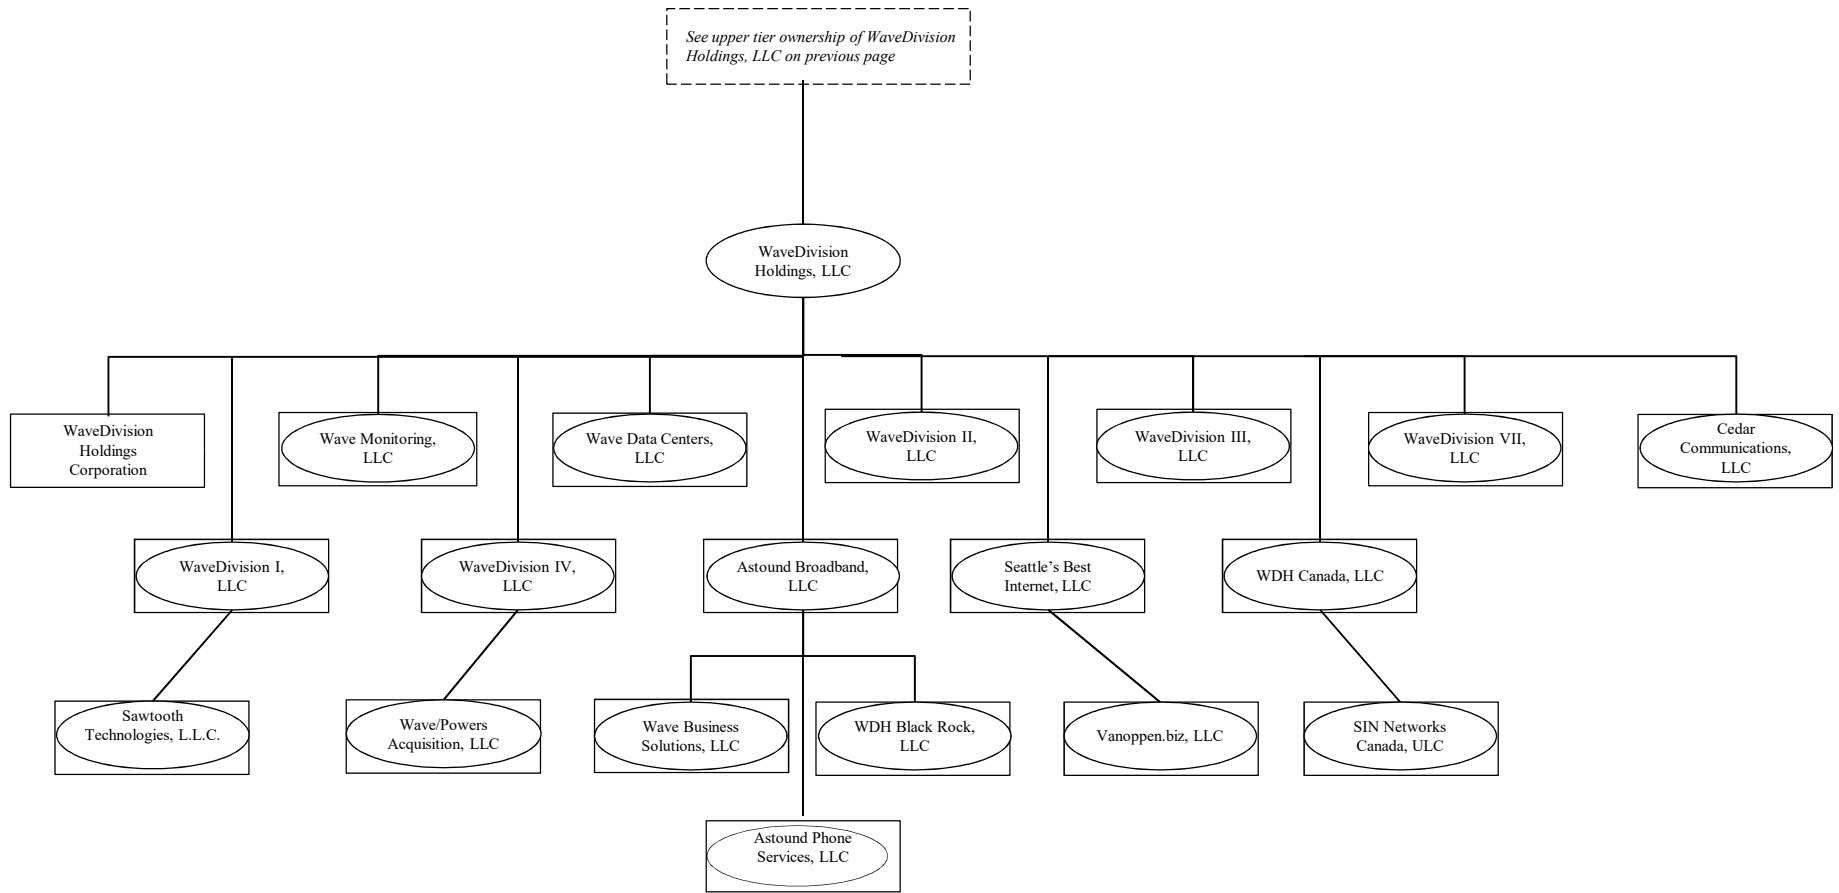 See upper tier ownership of WaveDivision
Holdings, LLC on previous page
WaveDivision
Holdings, LLC
WaveDivision
Holdings
Corporation
Wave Monitoring,
LLC
Wave Data Centers,
LLC
WaveDivision II,
LLC
WaveDivision III,
LLC
WaveDivision VII,
LLC
Cedar
Communications,
LLC
WaveDivision I,
LLC
WaveDivision IV,
LLC
Astound Broadband,
LLC
Seattle’s Best
Internet, LLC
WDH Canada, LLC
Sawtooth
Technologies, L.L.C.
Wave/Powers
Acquisition, LLC
Wave Business
Solutions, LLC
WDH Black Rock,
LLC
Vanoppen.biz, LLC
SIN Networks
Canada, ULC
Astound Phone
Services, LLC